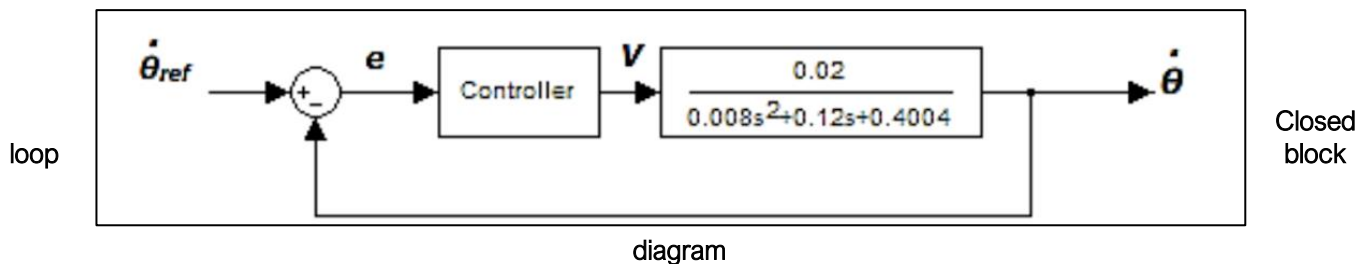 θ̇ref
e
Controller
V
0.02
0.008s²+0.12s+0.4004
θ̇
+
−
Closed
loop
block
diagram